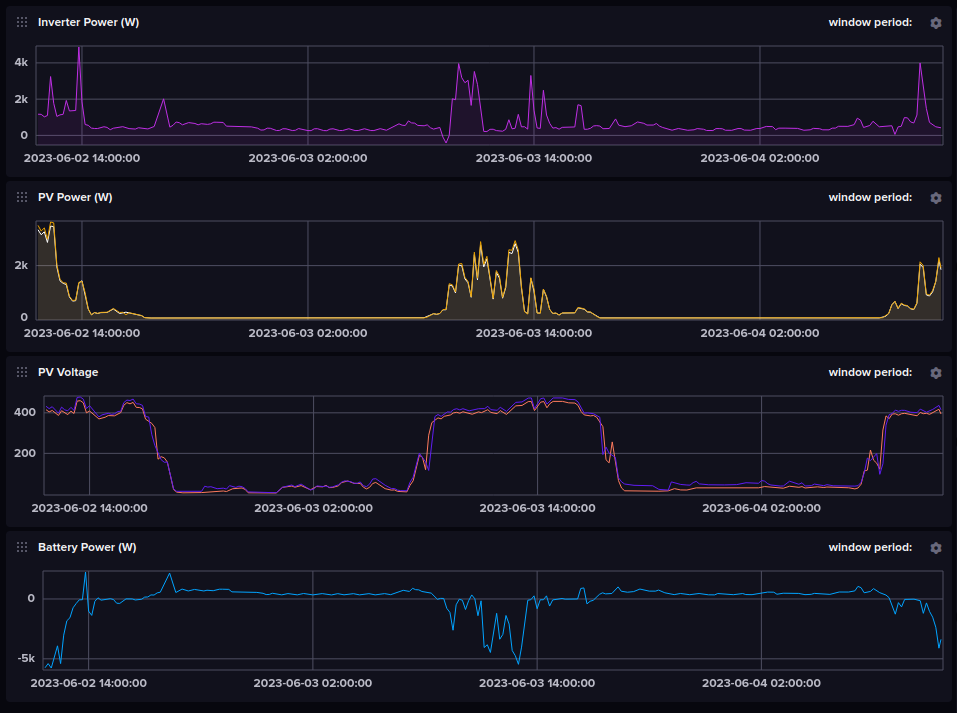 Inverter Power (W) window period:
4k
2k
0
2023-06-02 14:00:00 2023-06-03 02:00:00 2023-06-03 14:00:00 2023-06-04 02:00:00
PV Power (W) window period:
2k
0
2023-06-02 14:00:00 2023-06-03 02:00:00 2023-06-03 14:00:00 2023-06-04 02:00:00
PV Voltage window period:
400
200
2023-06-02 14:00:00 2023-06-03 02:00:00 2023-06-03 14:00:00 2023-06-04 02:00:00
Battery Power (W) window period:
0
-5k
2023-06-02 14:00:00 2023-06-03 02:00:00 2023-06-03 14:00:00 2023-06-04 02:00:00